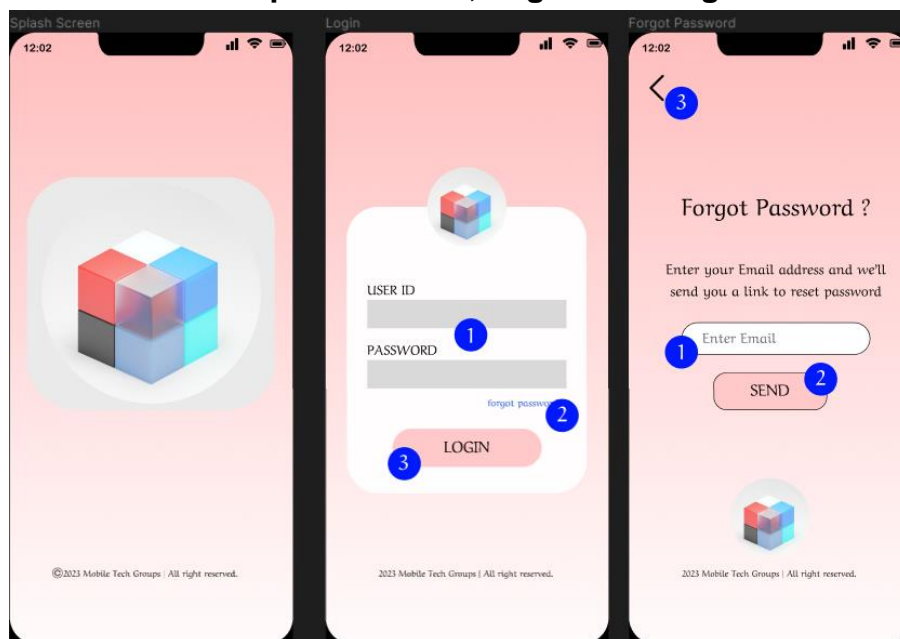 Splash Screen
12:02
©2023 Mobile Tech Groups | All right reserved.
Login
12:02
USER ID
1
PASSWORD
forgot
2
LOGIN
3
2023 Mobile Tech Groups | All right reserved.
Forgot Password
12:02
3
Forgot Password ?
Enter your Email address and we'll
send you a link to reset password
Enter Email
1
SEND
2
2023 Mobile Tech Groups | All right reserved.